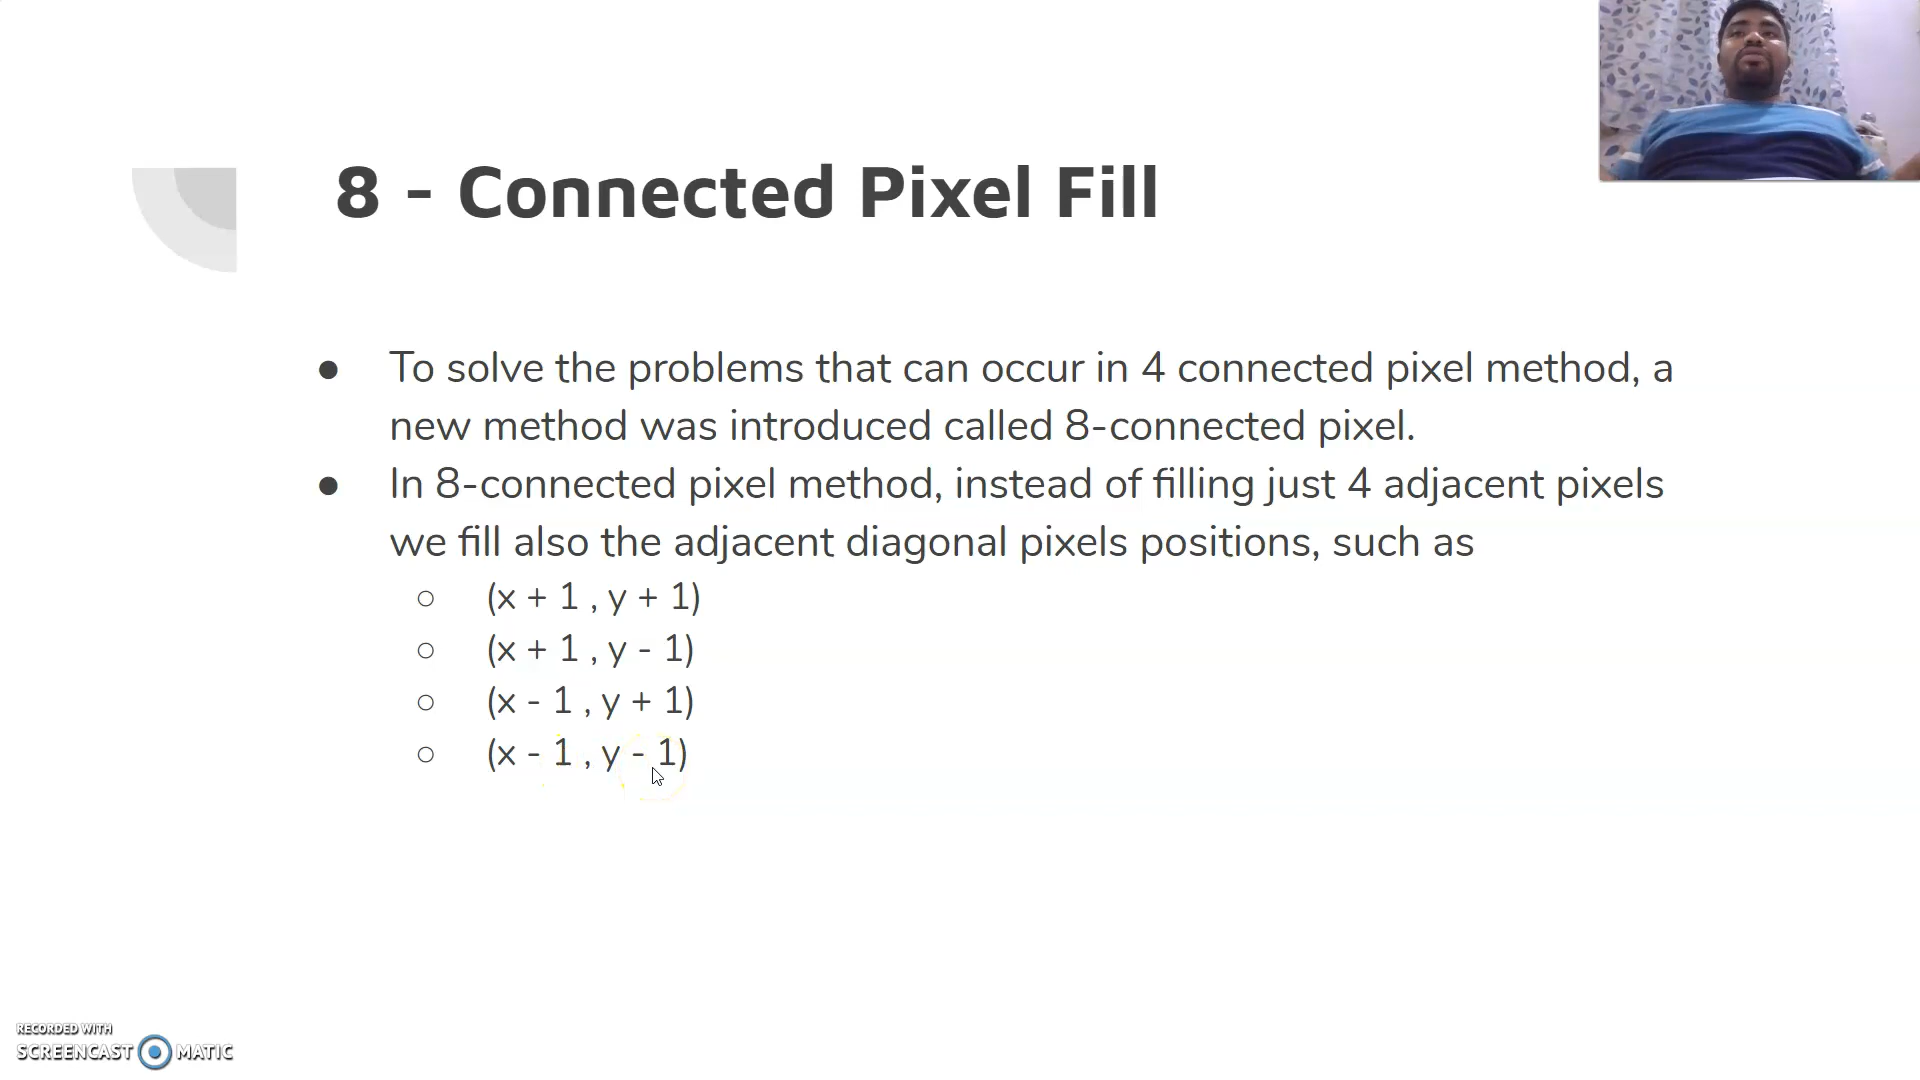 8 - Connected Pixel Fill
● To solve the problems that can occur in 4 connected pixel method, a
new method was introduced called 8-connected pixel.
● In 8-connected pixel method, instead of filling just 4 adjacent pixels
we fill also the adjacent diagonal pixels positions, such as
○ (x + 1 , y + 1)
○ (x + 1 , y - 1)
○ (x - 1 , y + 1)
○ (x - 1 , y - 1)
RECORDED WITH
SCREENCAST MATIC